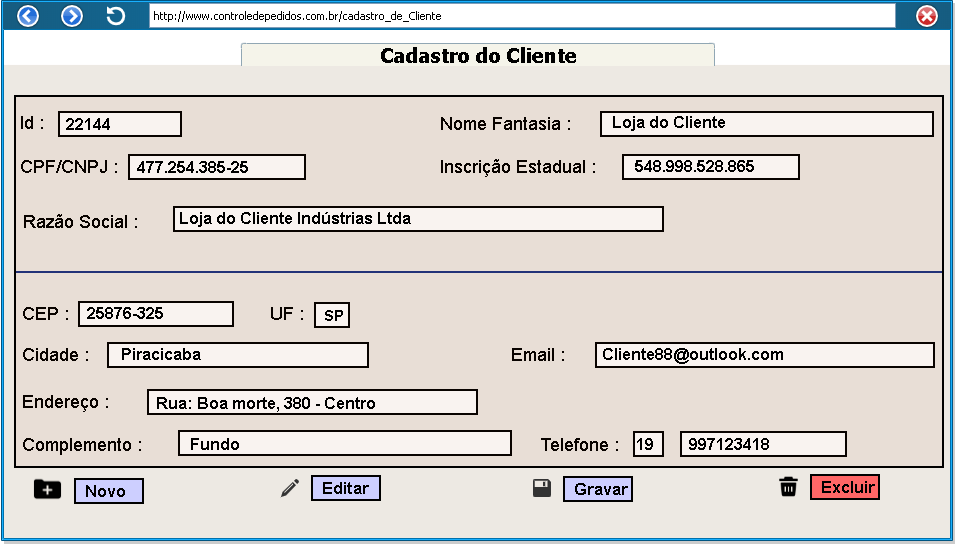 http://www.controledepedidos.com.br/cadastro_de_Cliente
Cadastro do Cliente
Id : 22144 Nome Fantasia : Loja do Cliente
CPF/CNPJ : 477.254.385-25 Inscrição Estadual : 548.998.528.865
Razão Social : Loja do Cliente Indústrias Ltda
CEP : 25876-325 UF : SP
Cidade : Piracicaba Email : Cliente88@outlook.com
Endereço : Rua: Boa morte, 380 - Centro
Complemento : Fundo Telefone : 19 997123418
Novo Editar Gravar Excluir